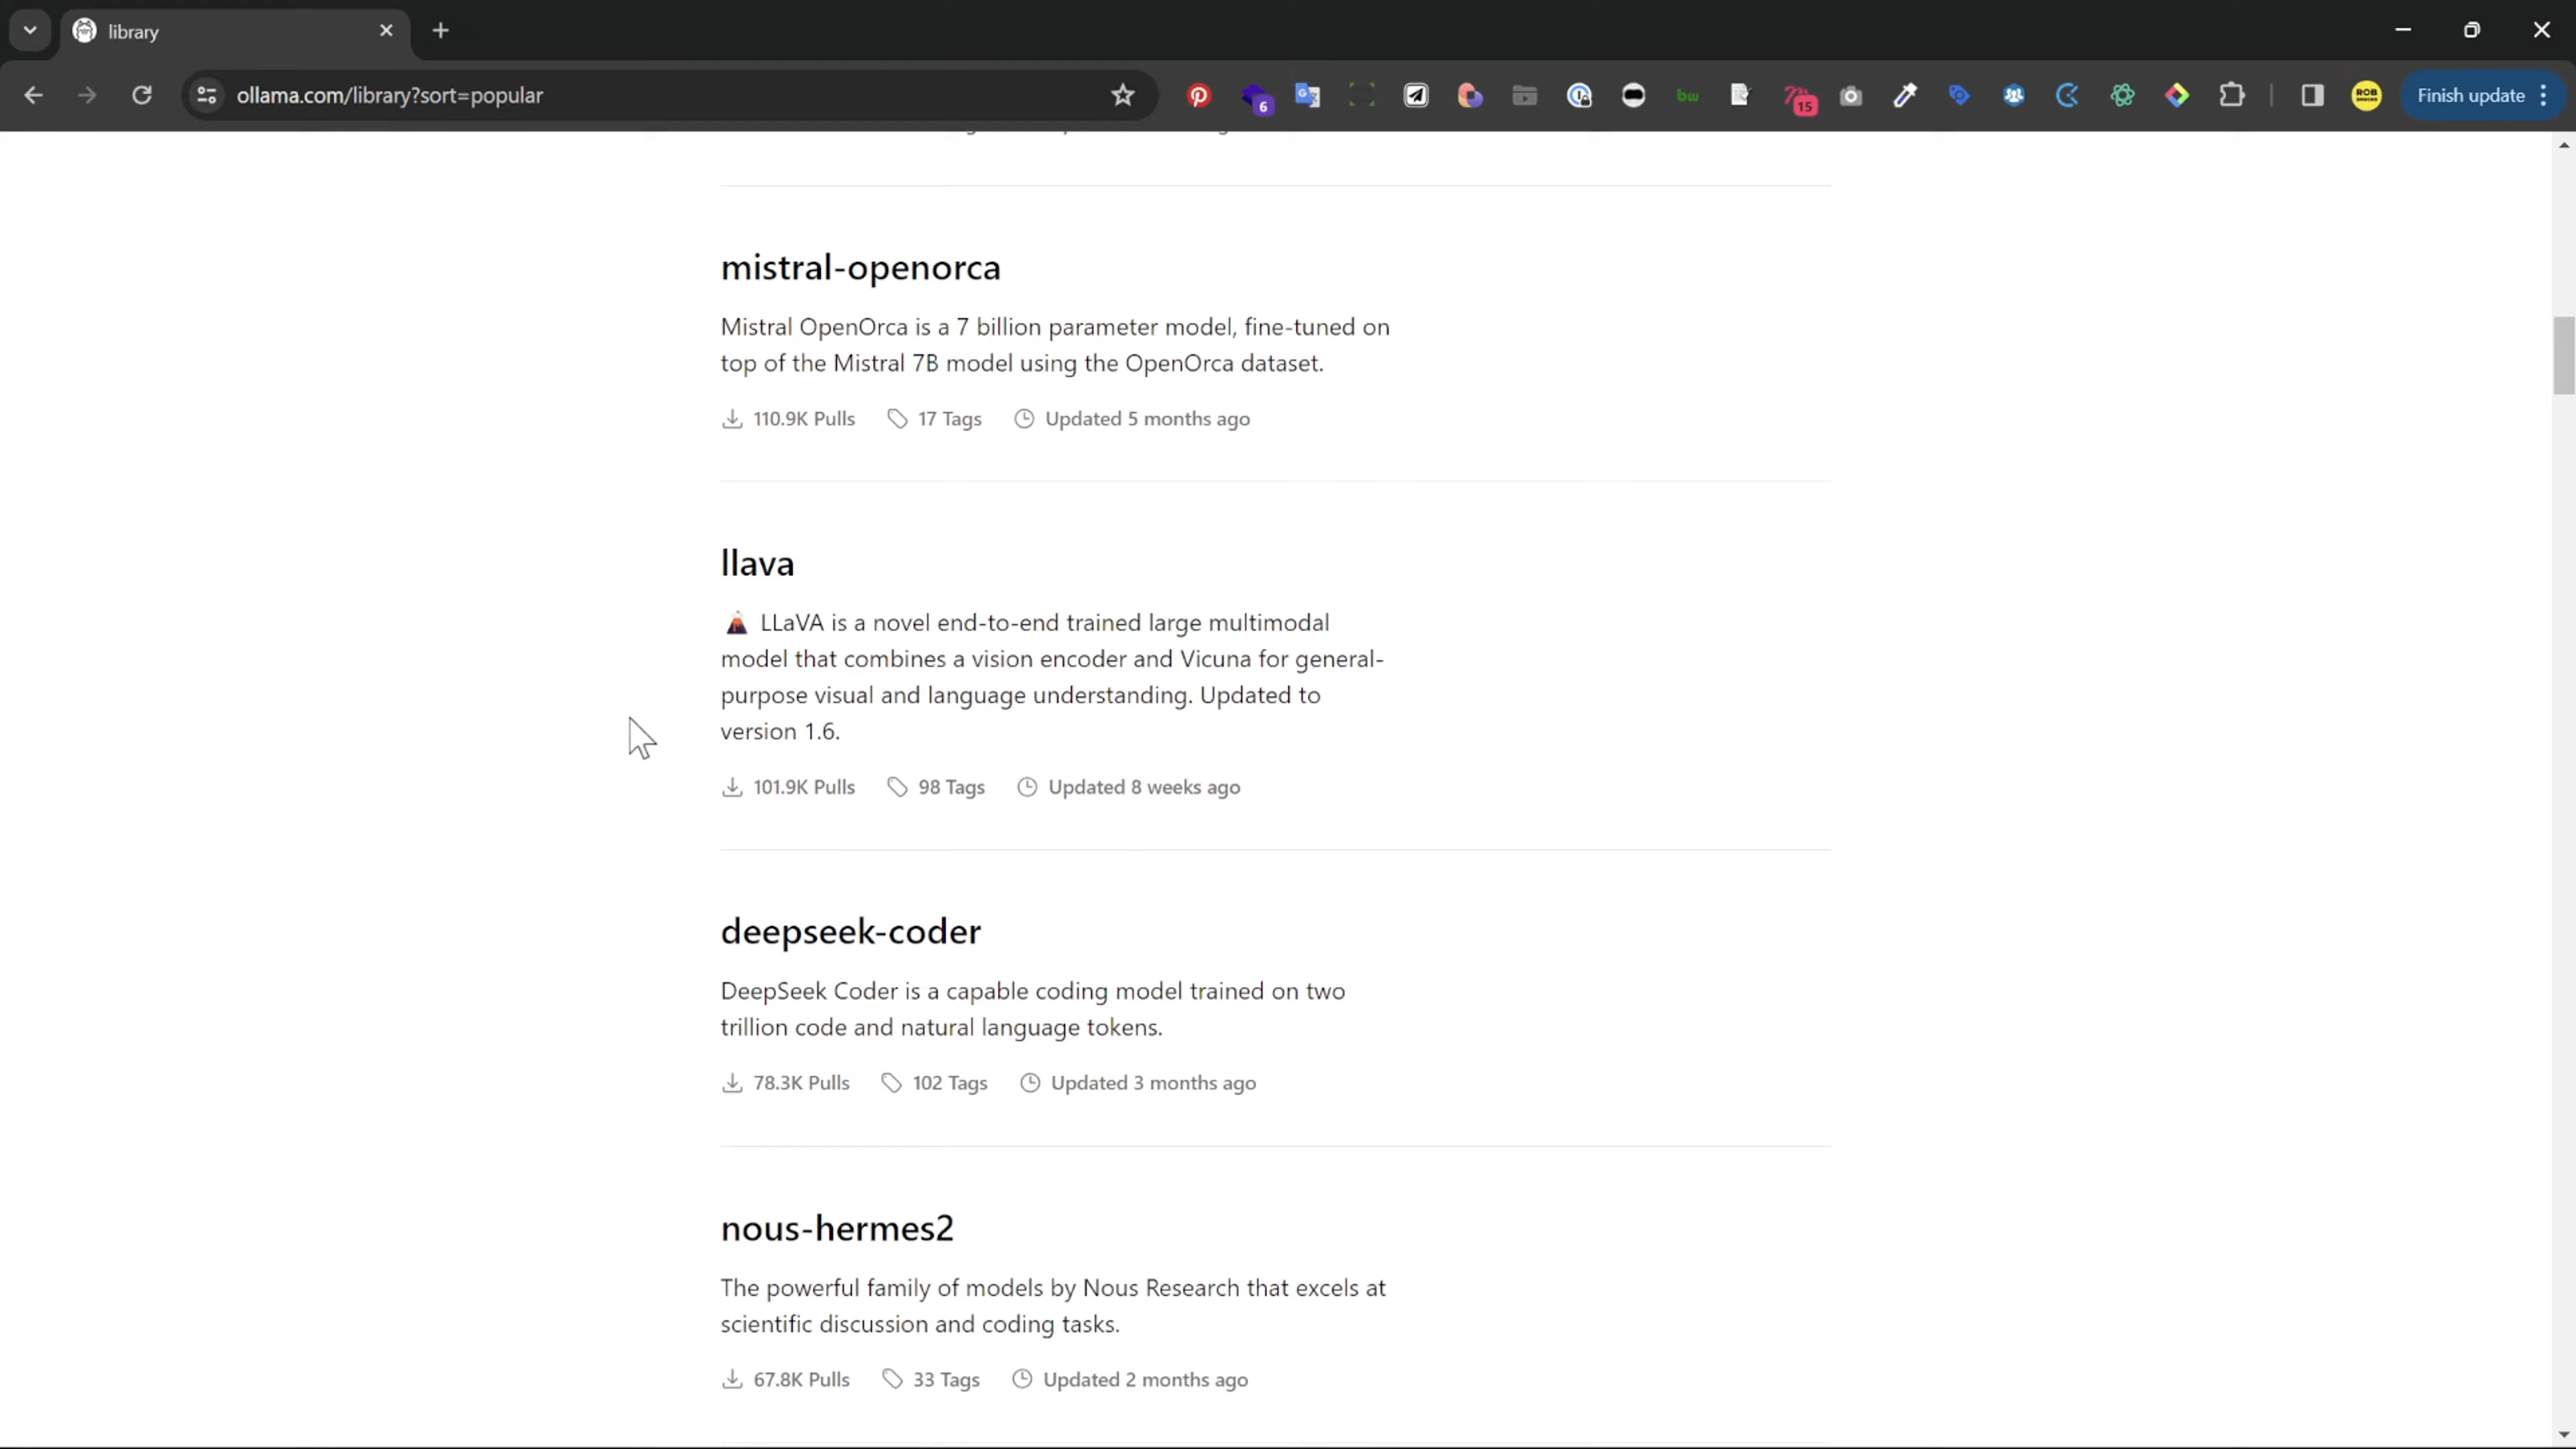 library
ollama.com/library?sort=popular
6
bw
15
ROB
Finish update
mistral-openorca
Mistral OpenOrca is a 7 billion parameter model, fine-tuned on
top of the Mistral 7B model using the OpenOrca dataset.
110.9K Pulls 17 Tags Updated 5 months ago
llava
🌋 LLaVA is a novel end-to-end trained large multimodal
model that combines a vision encoder and Vicuna for general-
purpose visual and language understanding. Updated to
version 1.6.
101.9K Pulls 98 Tags Updated 8 weeks ago
deepseek-coder
DeepSeek Coder is a capable coding model trained on two
trillion code and natural language tokens.
78.3K Pulls 102 Tags Updated 3 months ago
nous-hermes2
The powerful family of models by Nous Research that excels at
scientific discussion and coding tasks.
67.8K Pulls 33 Tags Updated 2 months ago